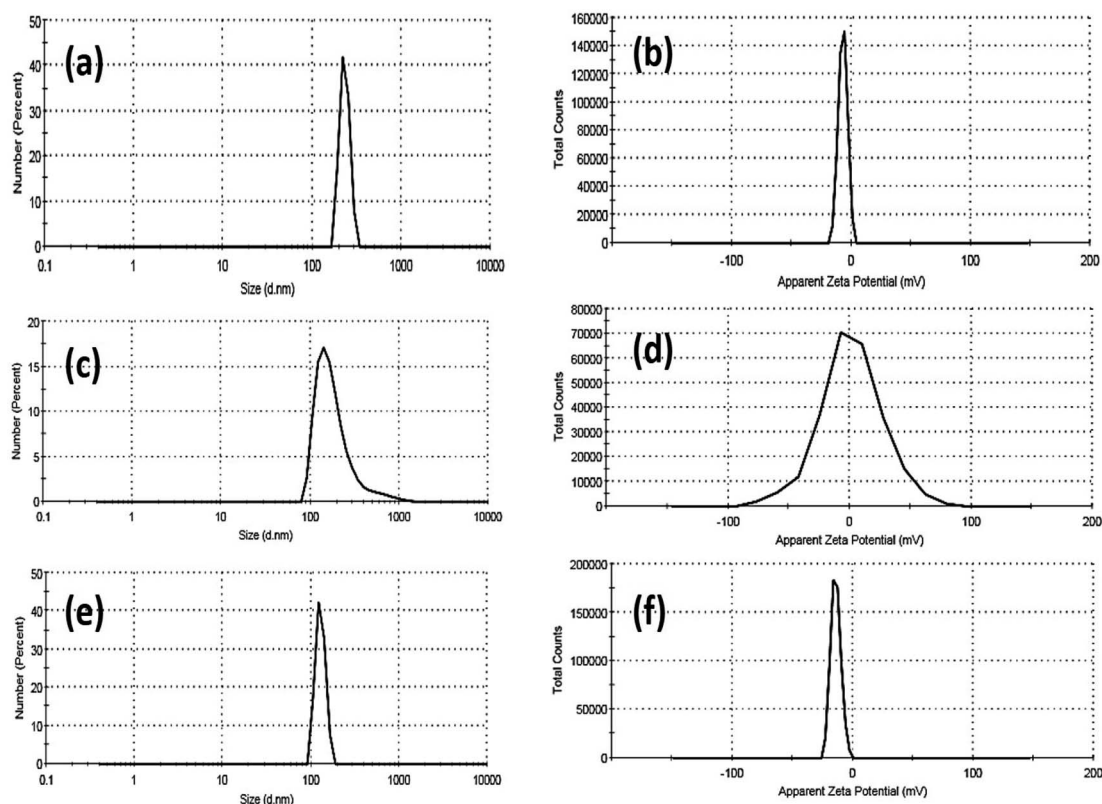 (a)
Number (Percent)
50
40
30
20
10
0
0.1 1 10 100 1000 10000
Size (d.nm)
(b)
Total Counts
160000
140000
120000
100000
80000
60000
40000
20000
0
-100 0 100 200
Apparent Zeta Potential (mV)
(c)
Number (Percent)
20
15
10
5
0
0.1 1 10 100 1000 10000
Size (d.nm)
(d)
Total Counts
80000
70000
60000
50000
40000
30000
20000
10000
0
-100 0 100 200
Apparent Zeta Potential (mV)
(e)
Number (Percent)
50
40
30
20
10
0
0.1 1 10 100 1000 10000
Size (d.nm)
(f)
Total Counts
200000
150000
100000
50000
0
-100 0 100 200
Apparent Zeta Potential (mV)